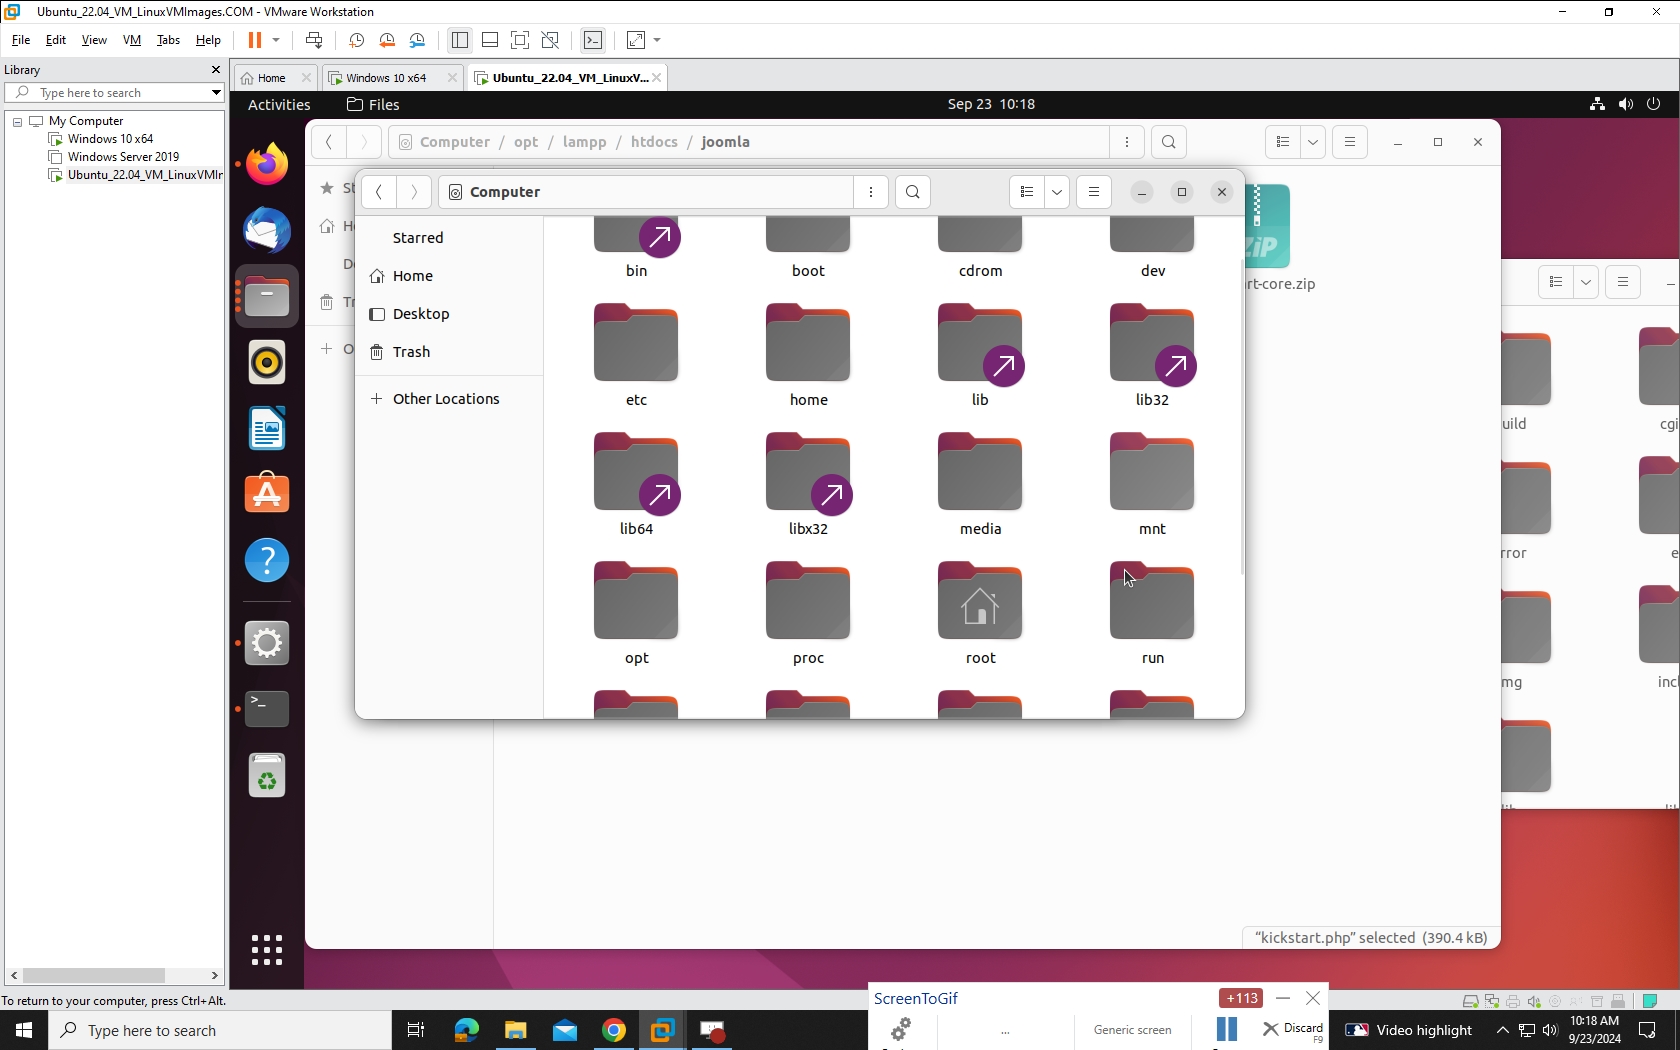 Ubuntu_22.04_VM_LinuxVMImages.COM - VMware Workstation
File Edit View VM Tabs Help
Library
Type here to search
My Computer
Windows 10 x64
Windows Server 2019
Ubuntu_22.04_VM_LinuxVMIr
Home
Windows 10 x64
Ubuntu_22.04_VM_LinuxV...
Activities
Files
Sep 23 10:18
Computer / opt / lampp / htdocs / joomla
St
H
D
Tr
O
Computer
Starred
Home
Desktop
Trash
Other Locations
bin
boot
cdrom
dev
etc
home
lib
lib32
lib64
libx32
media
mnt
opt
proc
root
run
ZiP
rt-core.zip
uild
cgi
rror
e
mg
incl
"kickstart.php" selected (390.4 kB)
To return to your computer, press Ctrl+Alt.
ScreenToGif
+113
...
Generic screen
Discard
F9
Type here to search
Video highlight
10:18 AM
9/23/2024